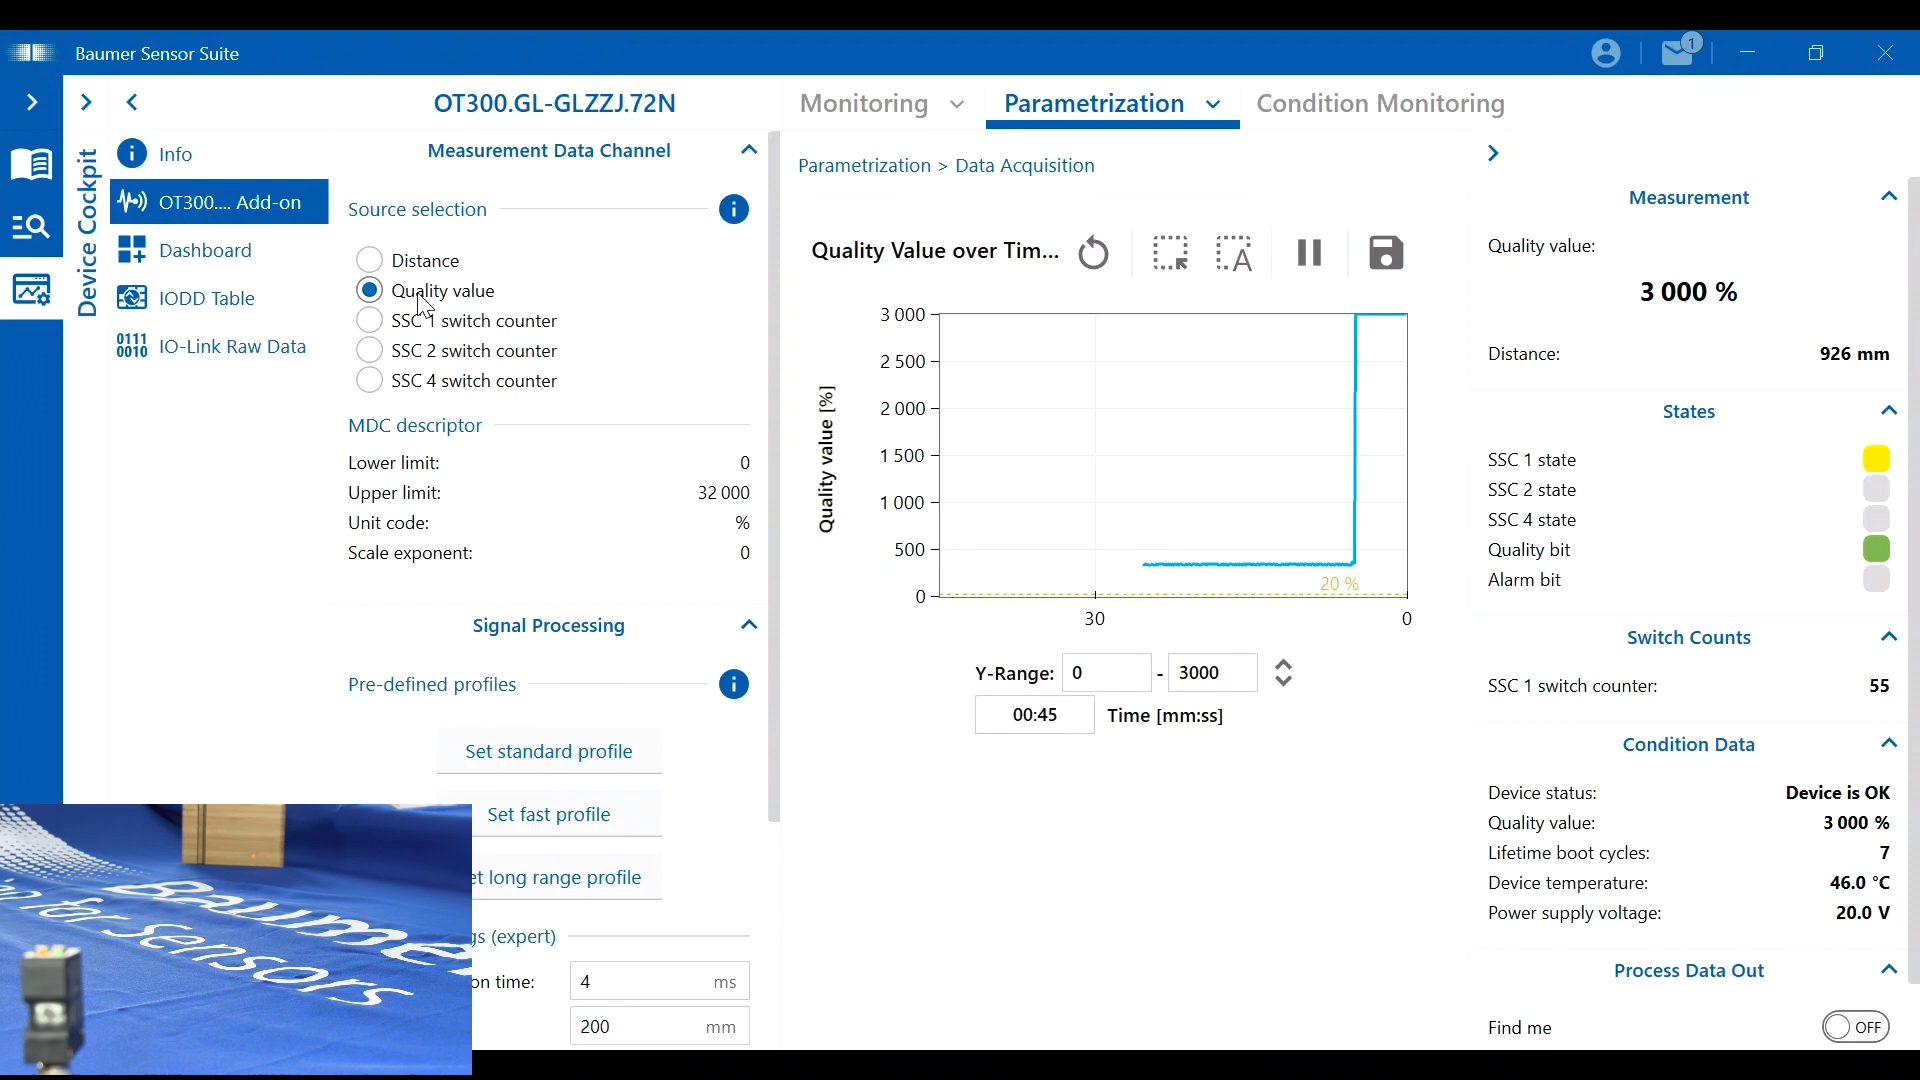 Baumer Sensor Suite
1
OT300.GL-GLZZJ.72N
Monitoring
Parametrization
Condition Monitoring
Device Cockpit
Info
OT300.... Add-on
Dashboard
IODD Table
0111
0010
IO-Link Raw Data
Measurement Data Channel
Source selection
Distance
Quality value
SSC 1 switch counter
SSC 2 switch counter
SSC 4 switch counter
MDC descriptor
Lower limit: 0
Upper limit: 32 000
Unit code: %
Scale exponent: 0
Signal Processing
Pre-defined profiles
Set standard profile
Set fast profile
et long range profile
gs (expert)
on time: 4 ms
200 mm
Parametrization > Data Acquisition
Quality Value over Tim...
A
Quality value [%]
3 000
2 500
2 000
1 500
1 000
500
0
20 %
30
0
Y-Range: 0 - 3000
00:45 Time [mm:ss]
Measurement
Quality value:
3 000 %
Distance: 926 mm
States
SSC 1 state
SSC 2 state
SSC 4 state
Quality bit
Alarm bit
Switch Counts
SSC 1 switch counter: 55
Condition Data
Device status: Device is OK
Quality value: 3 000 %
Lifetime boot cycles: 7
Device temperature: 46.0 °C
Power supply voltage: 20.0 V
Process Data Out
Find me OFF
Baumer
for sensors